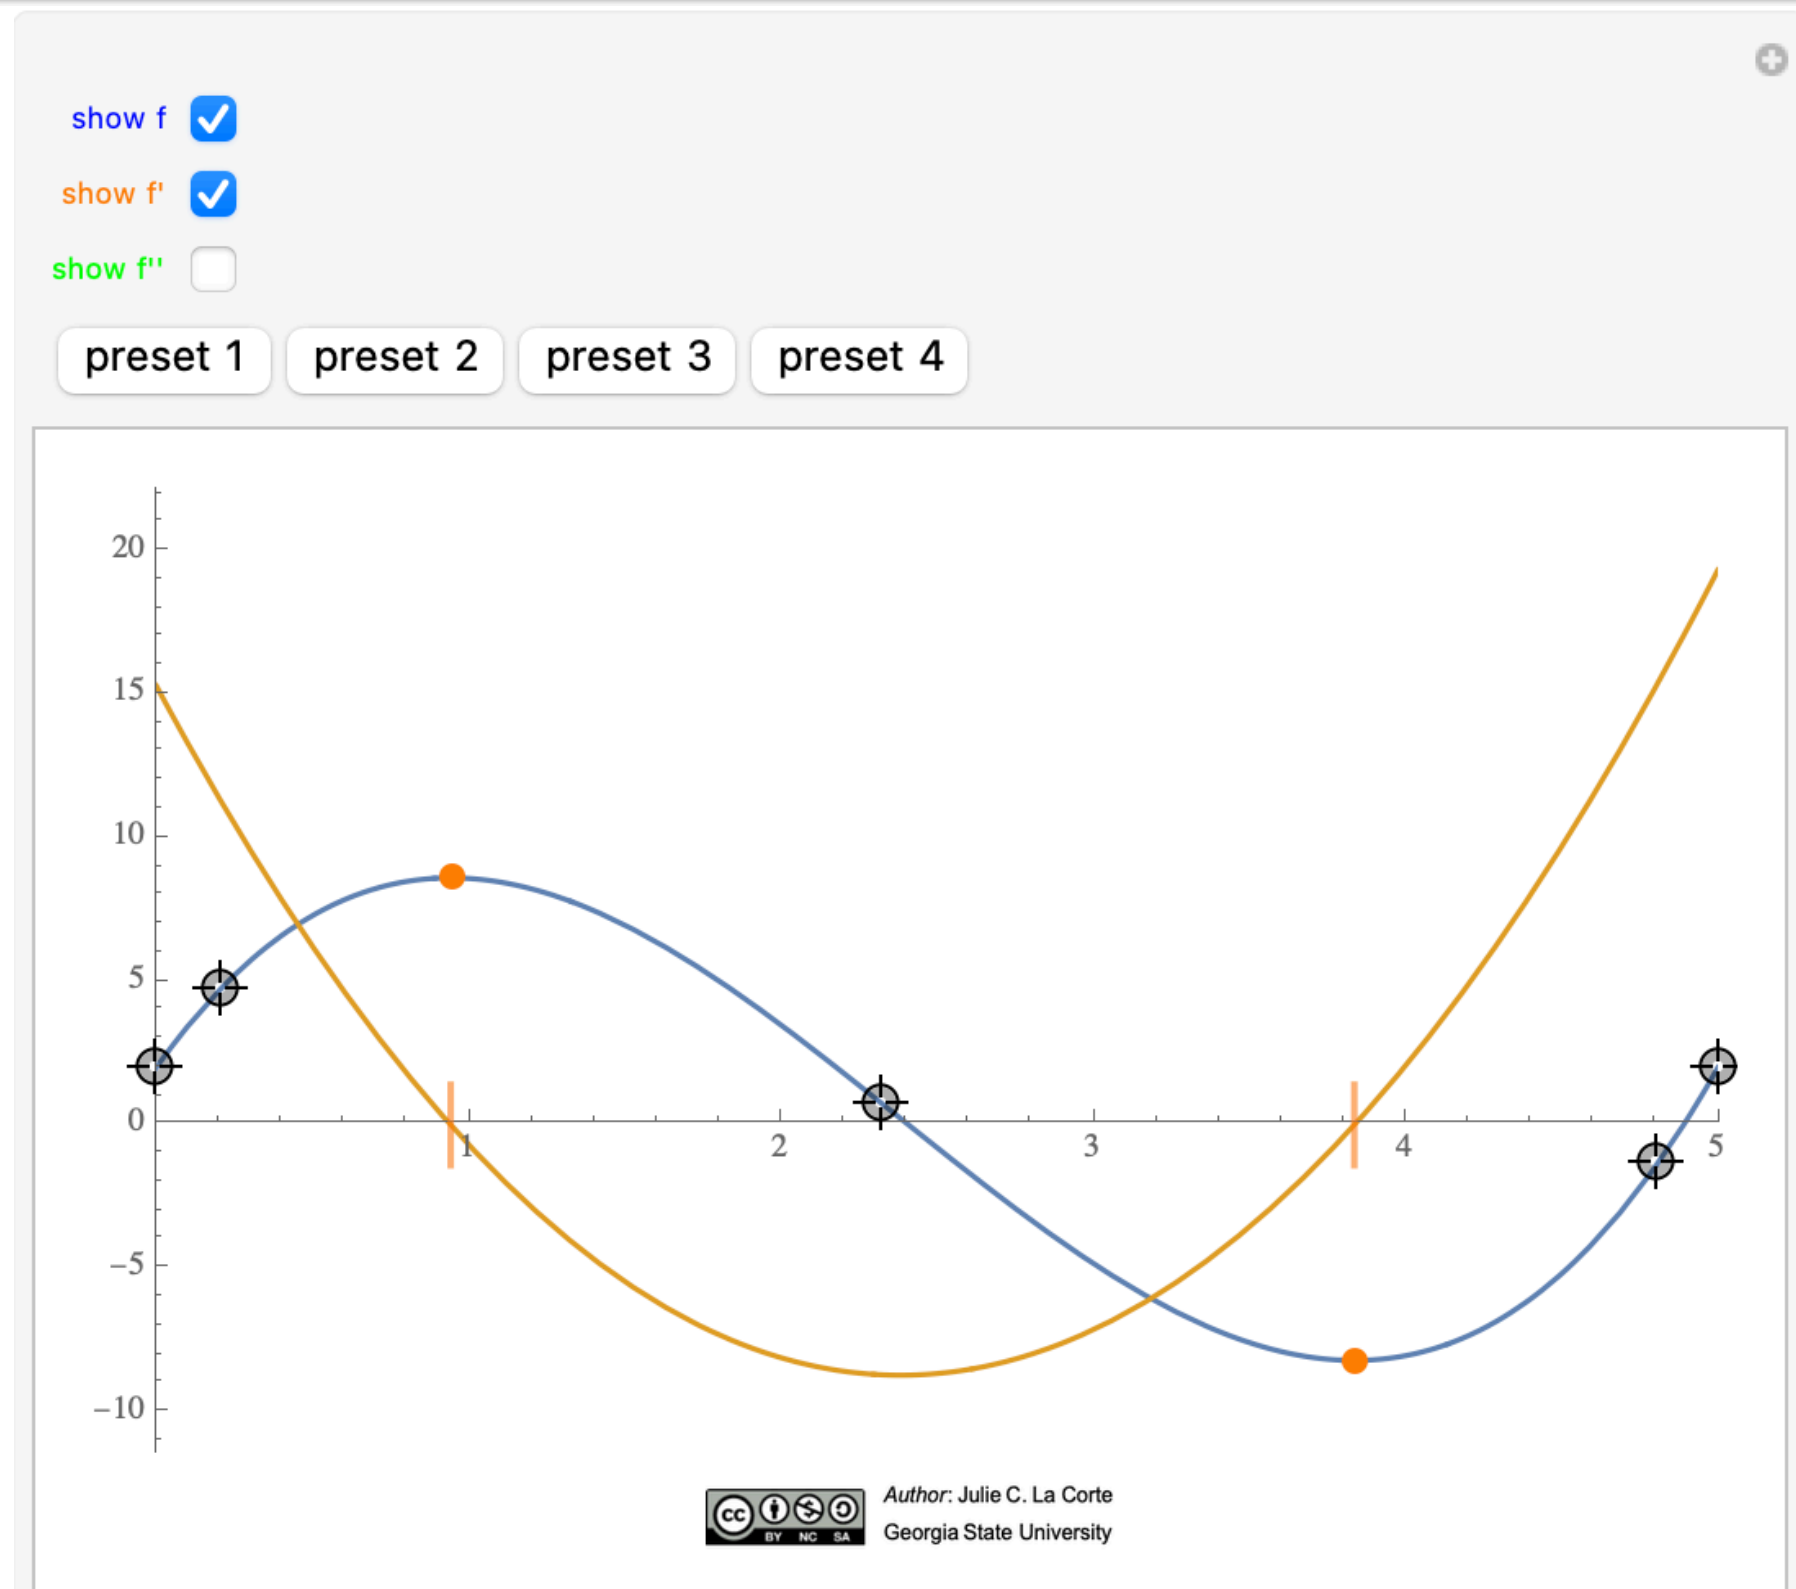 show f
show f'
show f''
preset 1 preset 2 preset 3 preset 4
20
15
10
5
0
1 2 3 4 5
−5
−10
cc BY NC SA
Author: Julie C. La Corte
Georgia State University